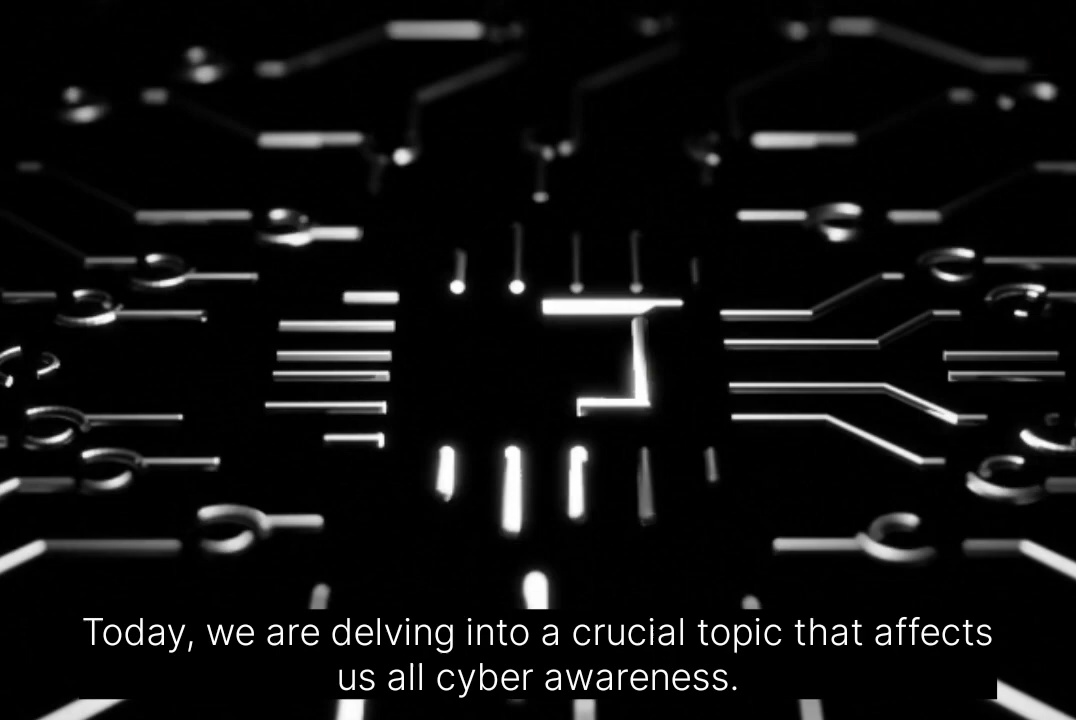 Today, we are delving into a crucial topic that affects
us all cyber awareness.